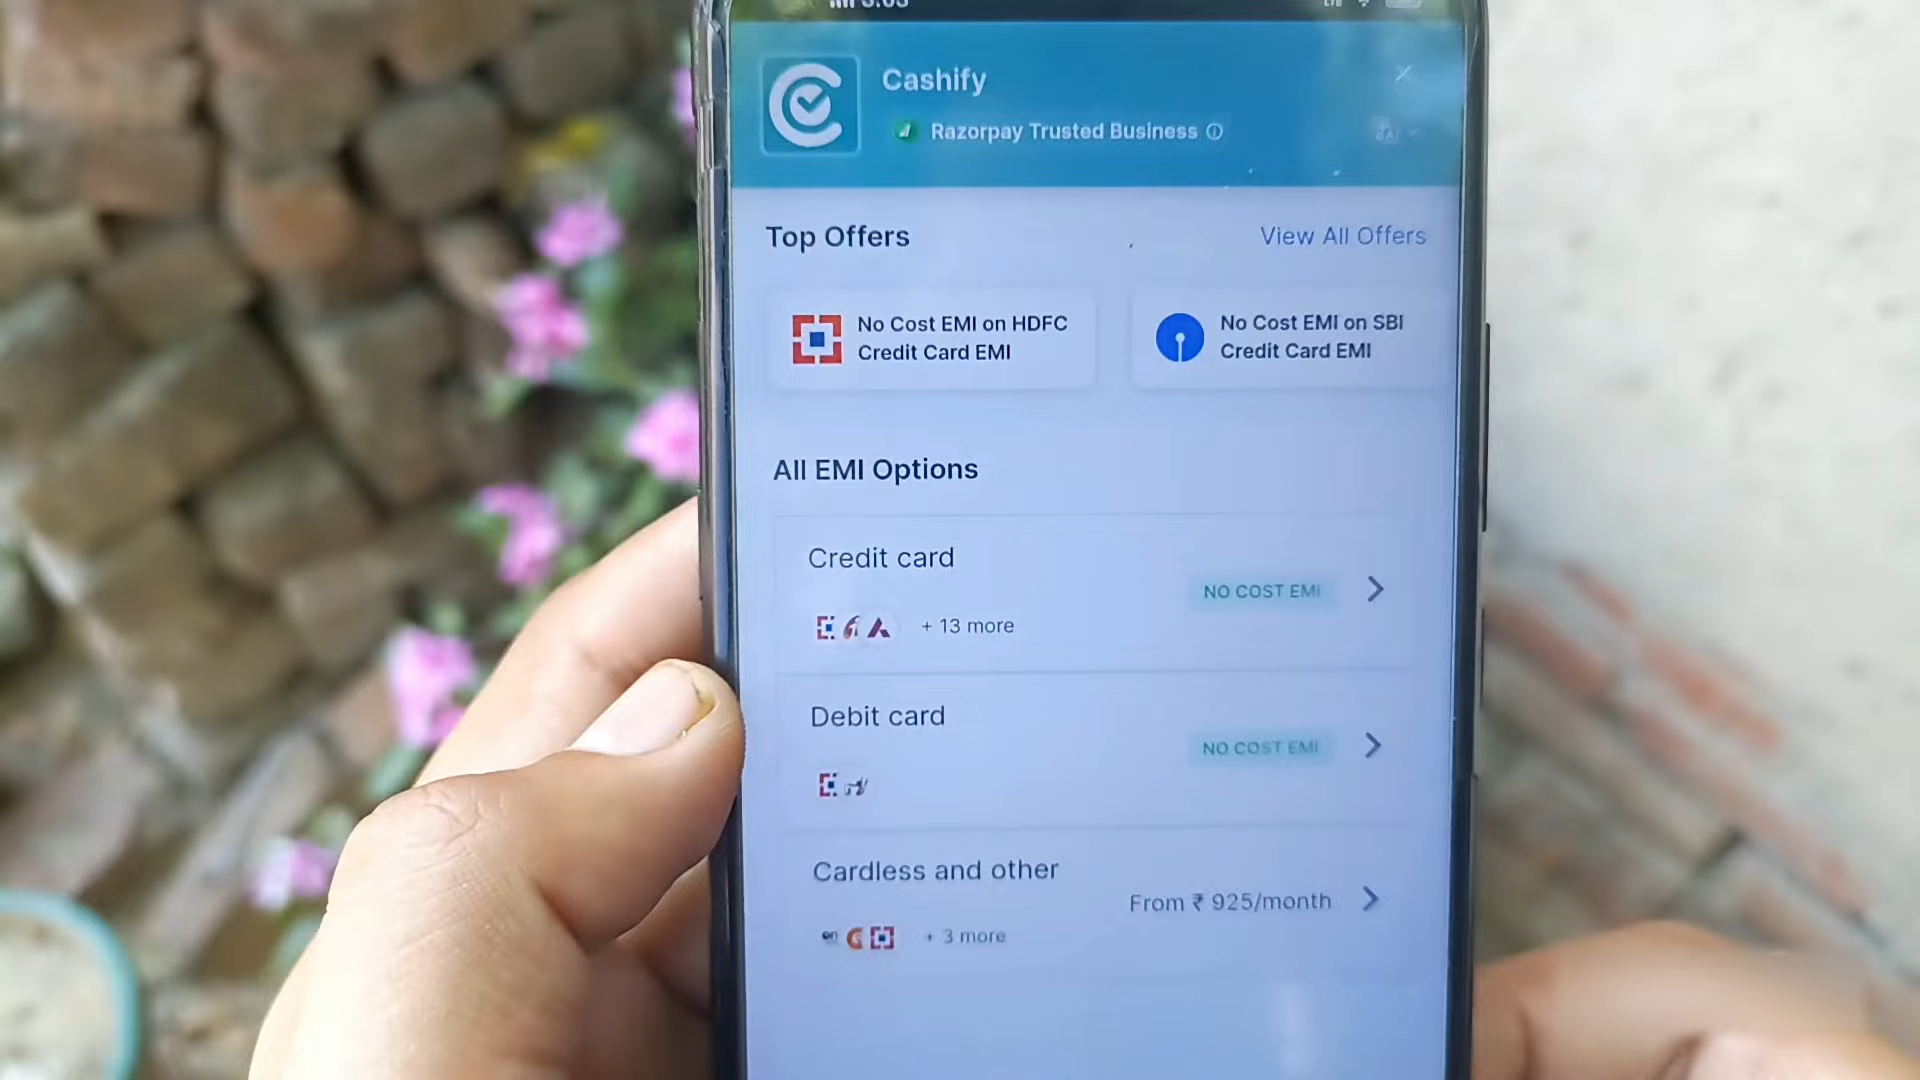 Cashify
Razorpay Trusted Business
Top Offers
View All Offers
No Cost EMI on HDFC
Credit Card EMI
No Cost EMI on SBI
Credit Card EMI
All EMI Options
Credit card
NO COST EMI
+ 13 more
Debit card
NO COST EMI
Cardless and other
From ₹ 925/month
+ 3 more